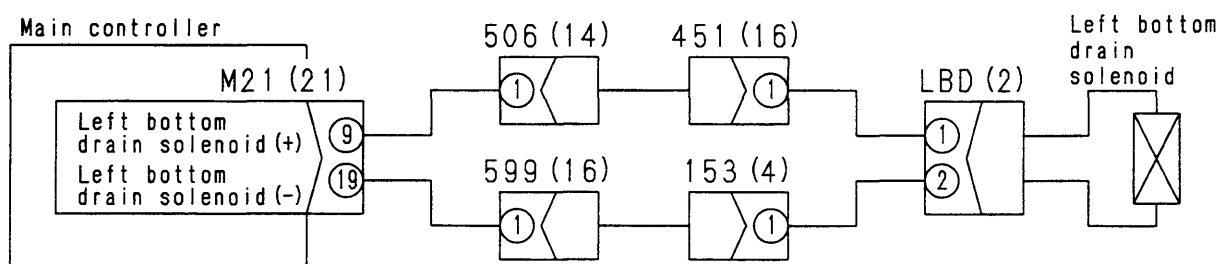 Main controller
M21 (21)
Left bottom
drain solenoid (+)
9
Left bottom
drain solenoid (-)
19
506 (14)
1
451 (16)
1
599 (16)
1
153 (4)
1
LBD (2)
1
2
Left bottom
drain
solenoid